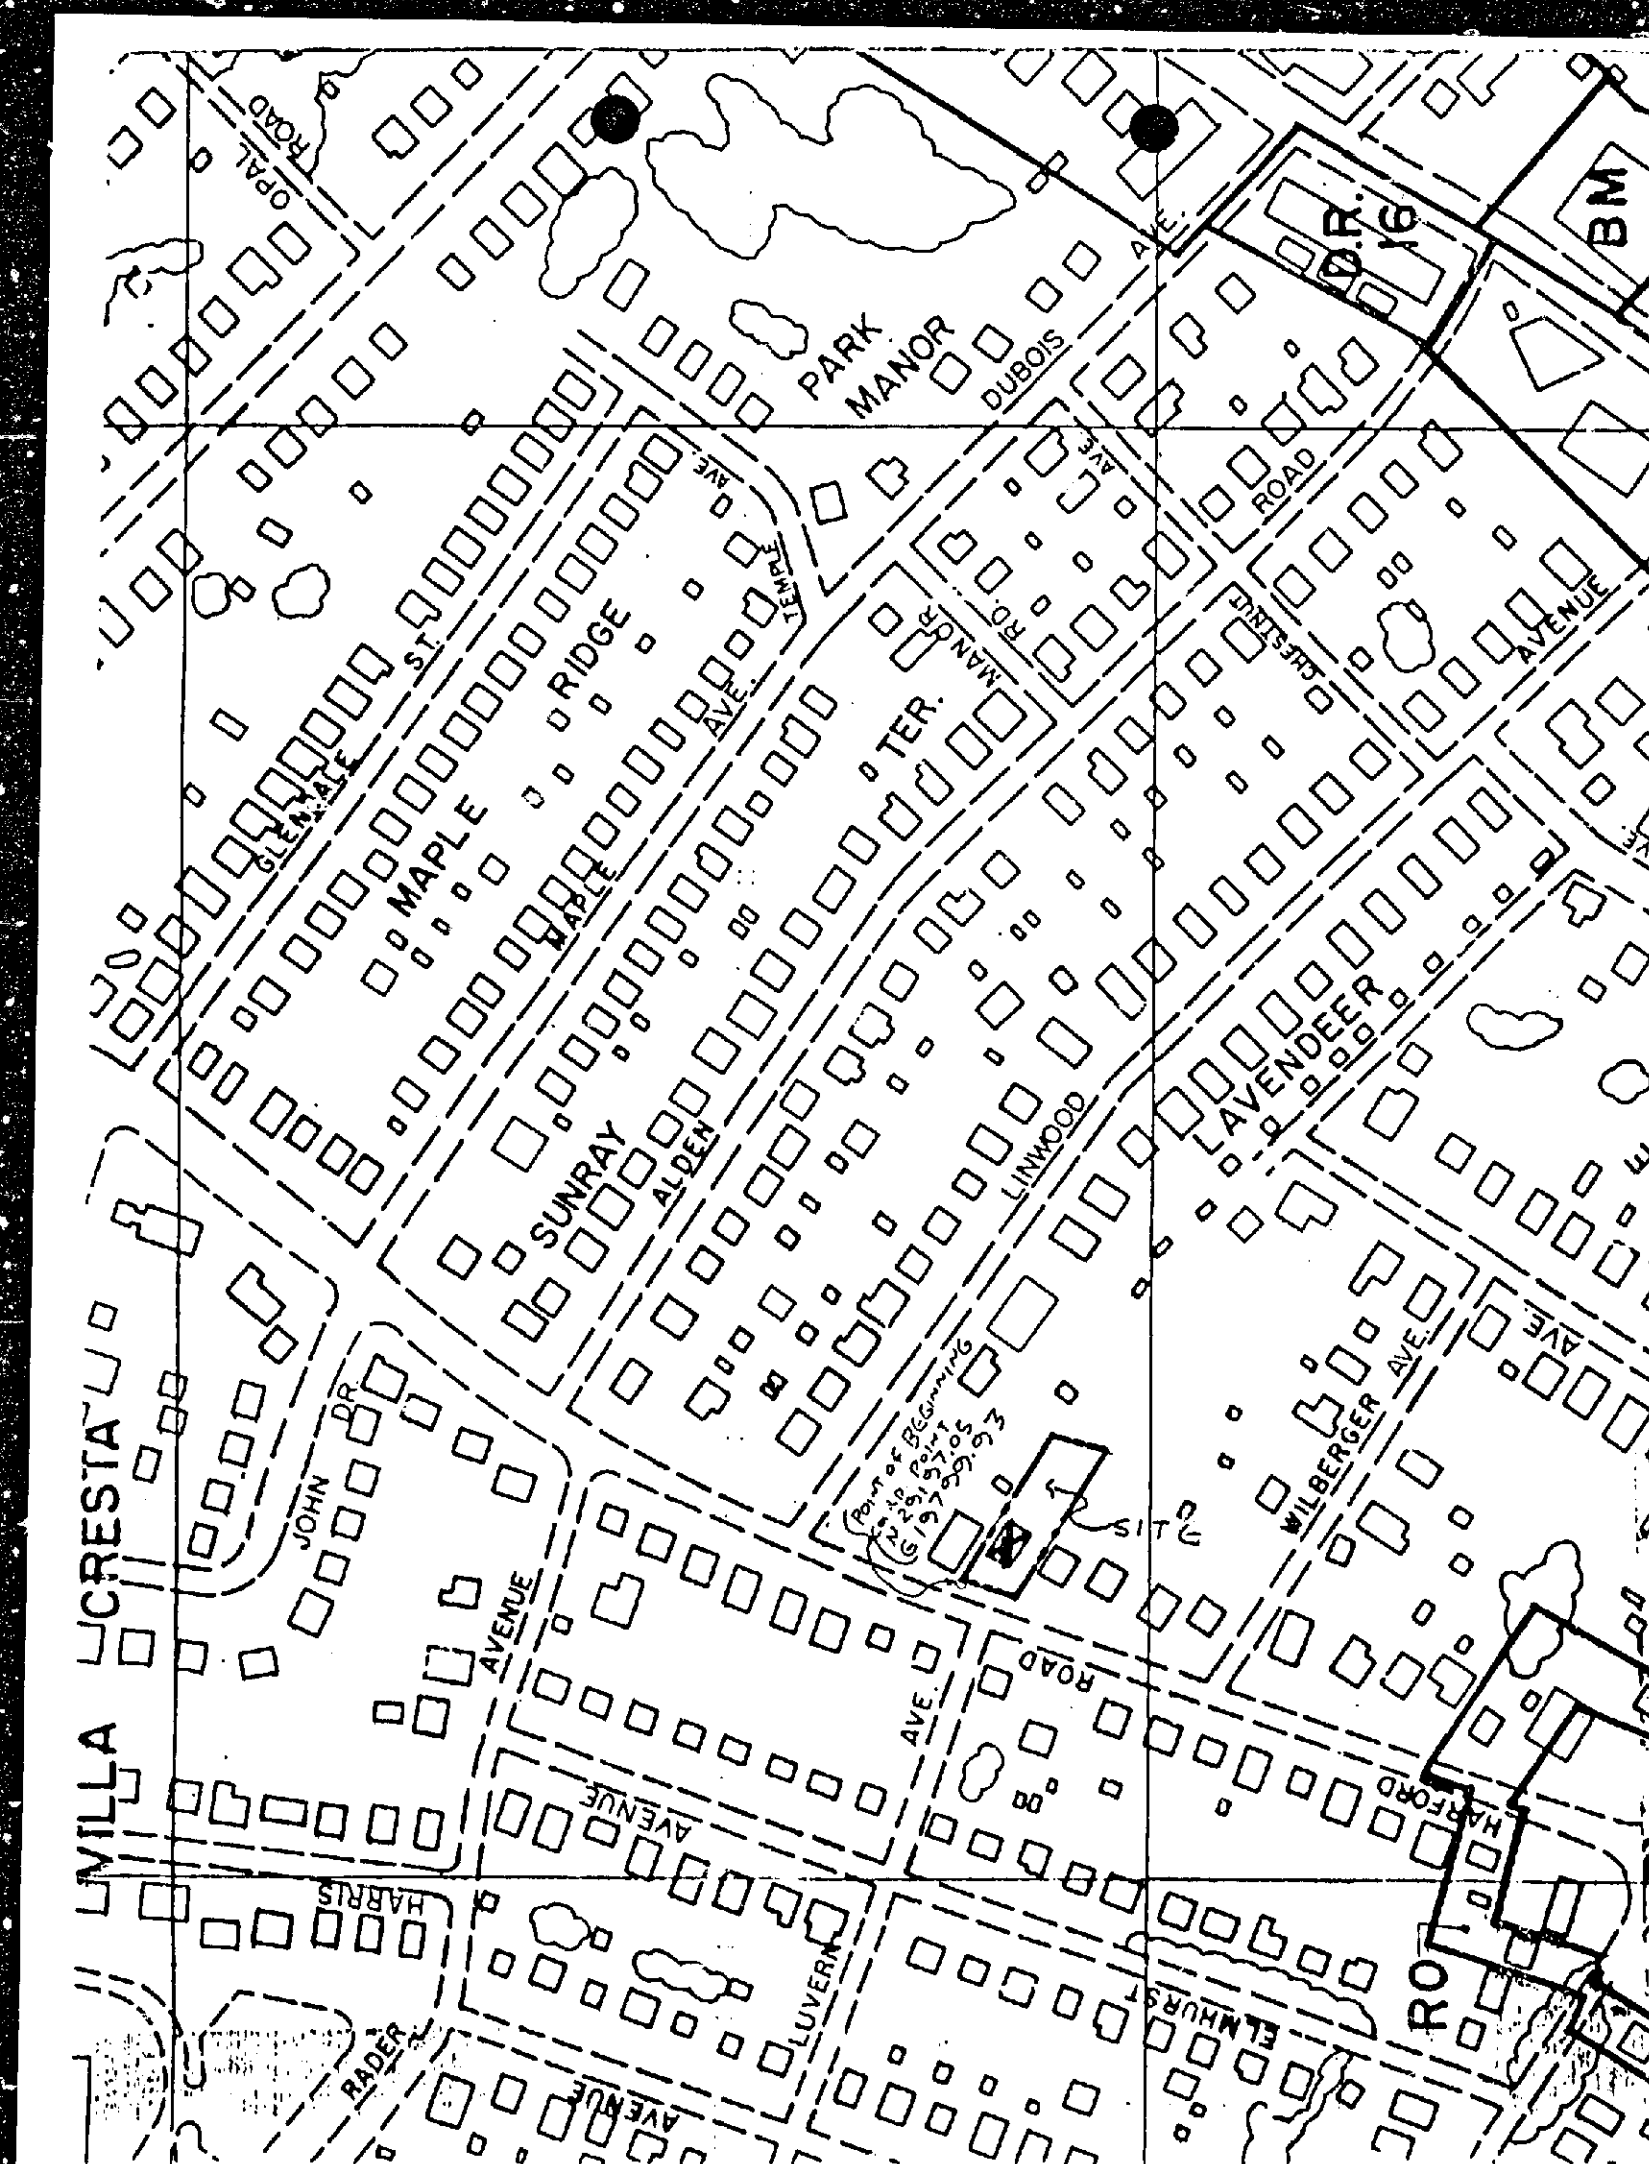 OPAL
ROAD
D.R.
16
BM
AVE.
PARK
MANOR
DUBOIS
AVE.
AVE.
ROAD
TEMPLE
MANOR
RD.
CHESTNUT
AVENUE
ST.
RIDGE
AVE.
TER.
GLENDALE
MAPLE
MAPLE
AVENDEER
SUNRAY
ALDEN
LINWOOD
AVE.
AVE.
WILBERGER
POINT OF BEGINNING
SITE
DR.
JOHN
CRESTA
VILLA
AVENUE
AVE.
ROAD
HARFORD
AVENUE
HARRIS
LUVERN
ELMHURST
RO
RADER
AVENUE